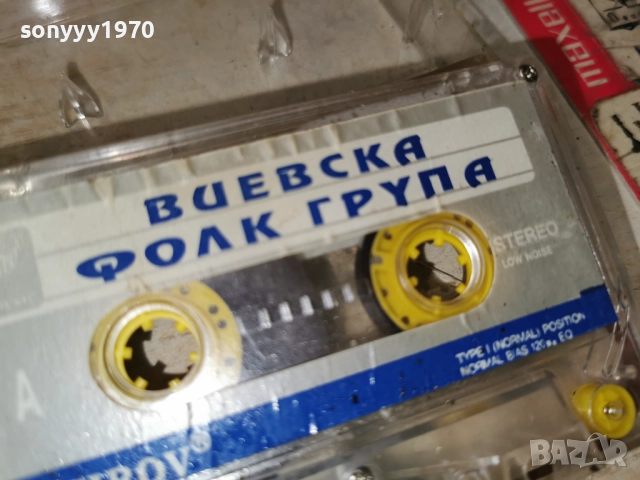 sonyyy1970
maxell
ВИЕВСКА
ФОЛК ГРУПА
STEREO
LOW NOISE
TYPE I (NORMAL) POSITION
NORMAL BIAS 120µs EQ
A
BAZAR